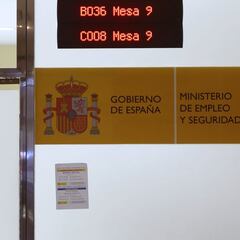 B036 Mesa 9
C008 Mesa 9
GOBIERNO
DE ESPAÑA
MINISTERIO
DE EMPLEO
Y SEGURIDAD